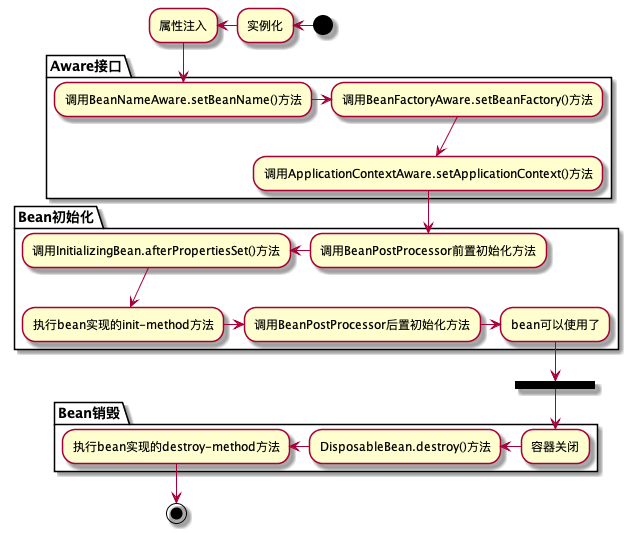 属性注入
实例化
Aware接口
调用BeanNameAware.setBeanName()方法
调用BeanFactoryAware.setBeanFactory()方法
调用ApplicationContextAware.setApplicationContext()方法
Bean初始化
调用InitializingBean.afterPropertiesSet()方法
调用BeanPostProcessor前置初始化方法
执行bean实现的init-method方法
调用BeanPostProcessor后置初始化方法
bean可以使用了
Bean销毁
执行bean实现的destroy-method方法
DisposableBean.destroy()方法
容器关闭